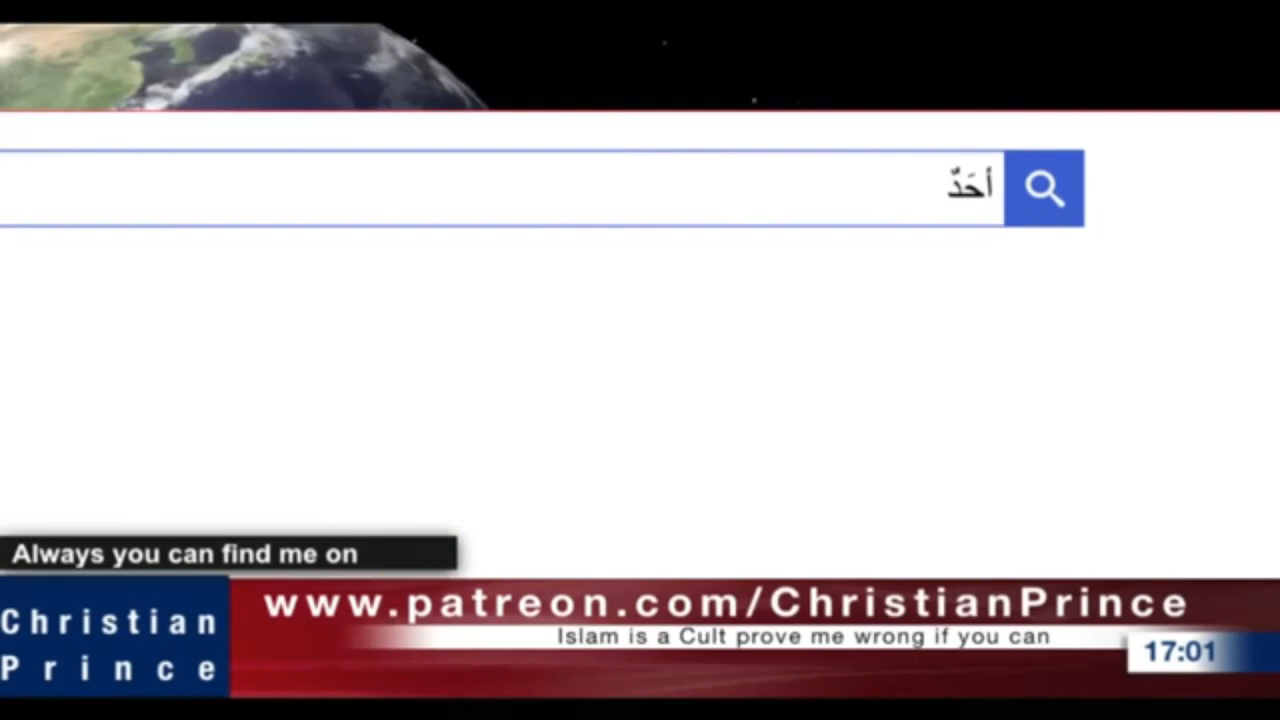 أَحَدٌ
Always you can find me on
Christian
Prince
www.patreon.com/ChristianPrince
Islam is a Cult prove me wrong if you can
17:01